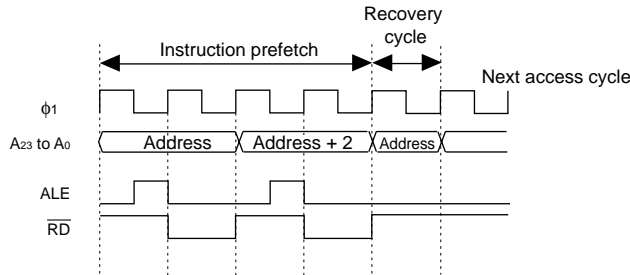 Recovery
cycle
Instruction prefetch
Next access cycle
ϕ1
A23 to A0
Address
Address + 2
Address
ALE
RD